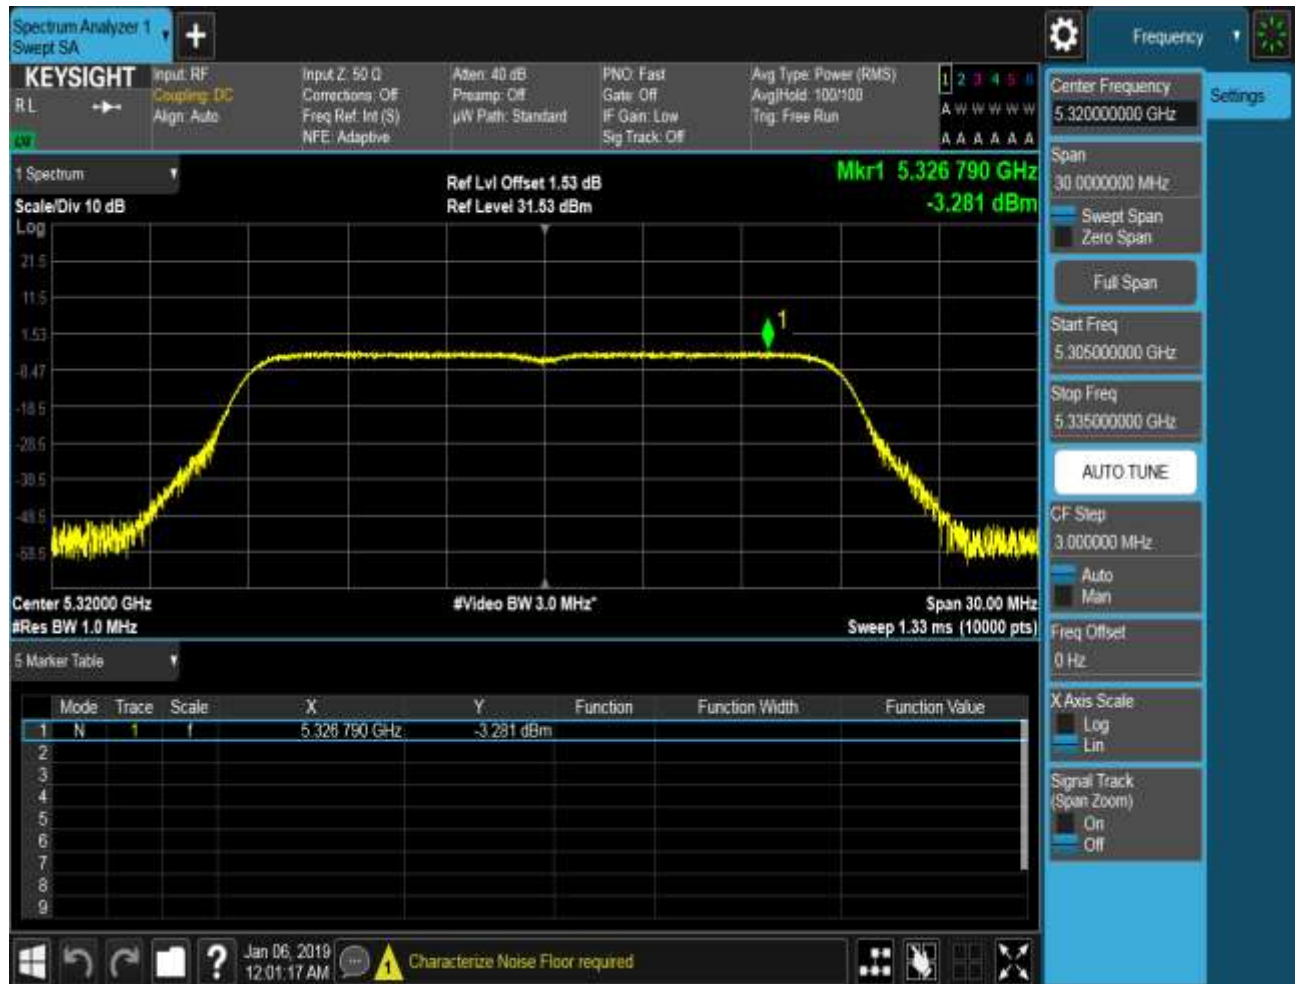 Spectrum Analyzer 1
Swept SA
Frequency
KEYSIGHT
R L
Input: RF
Coupling: DC
Align: Auto
Input Z: 50 Ω
Corrections: Off
Freq Ref: Int (S)
NFE: Adaptive
Atten: 40 dB
Preamp: Off
µW Path: Standard
PNO: Fast
Gate: Off
IF Gain: Low
Sig Track: Off
Avg Type: Power (RMS)
Avg|Hold: 100/100
Trig: Free Run
1 2 3 4 5 6
A W W W W W
A A A A A A
1 Spectrum
Scale/Div 10 dB
Ref Lvl Offset 1.53 dB
Ref Level 31.53 dBm
Mkr1 5.326 790 GHz
-3.281 dBm
Log
21.5
11.5
1.53
-8.47
-18.5
-28.5
-38.5
-48.5
-58.5
1
Center 5.32000 GHz
#Res BW 1.0 MHz
#Video BW 3.0 MHz*
Span 30.00 MHz
Sweep 1.33 ms (10000 pts)
5 Marker Table
Mode Trace Scale X Y Function Function Width Function Value
1 N 1 f 5.326 790 GHz -3.281 dBm
2
3
4
5
6
7
8
9
Jan 06, 2019
12:01:17 AM
Characterize Noise Floor required
Settings
Center Frequency
5.320000000 GHz
Span
30.0000000 MHz
Swept Span
Zero Span
Full Span
Start Freq
5.305000000 GHz
Stop Freq
5.335000000 GHz
AUTO TUNE
CF Step
3.000000 MHz
Auto
Man
Freq Offset
0 Hz
X Axis Scale
Log
Lin
Signal Track
(Span Zoom)
On
Off